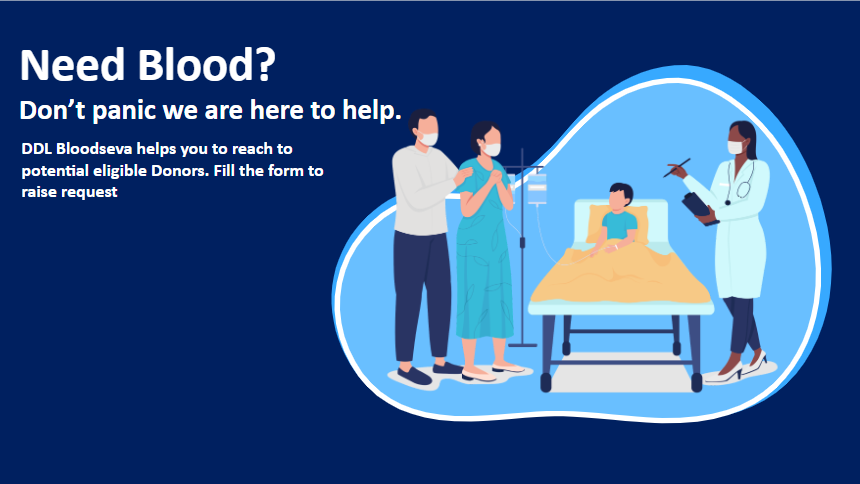 Need Blood?
Don’t panic we are here to help.
DDL Bloodseva helps you to reach to
potential eligible Donors. Fill the form to
raise request